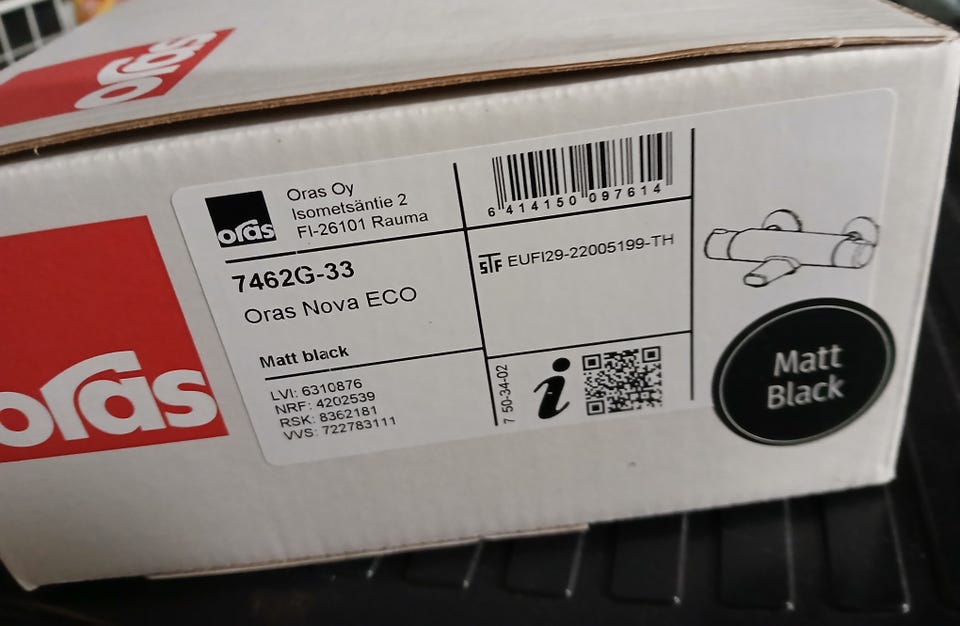 oras
oras
oras
Oras Oy
Isometsäntie 2
FI-26101 Rauma
6 414150 097614
7462G-33
Oras Nova ECO
Matt black
STF EUFI29-22005199-TH
LVI: 6310876
NRF: 4202539
RSK: 8362181
VVS: 722783111
7 50-34-02
i
Matt
Black